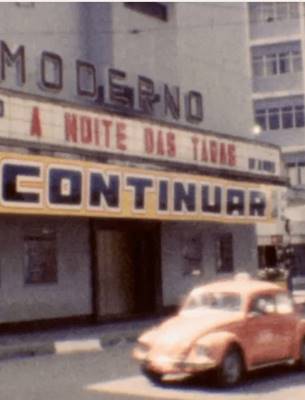 MODERNO
A NOITE DAS TARAS
CONTINUAR